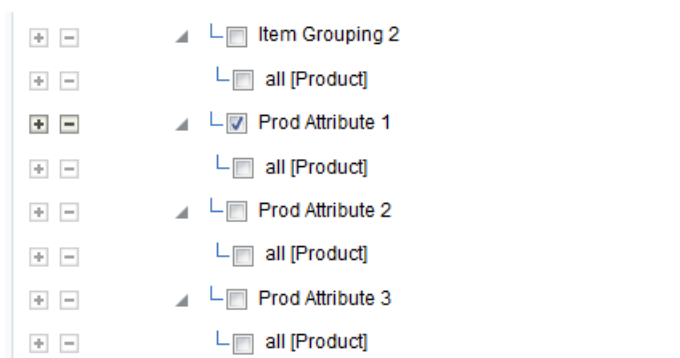 Item Grouping 2
all [Product]
Prod Attribute 1
all [Product]
Prod Attribute 2
all [Product]
Prod Attribute 3
all [Product]